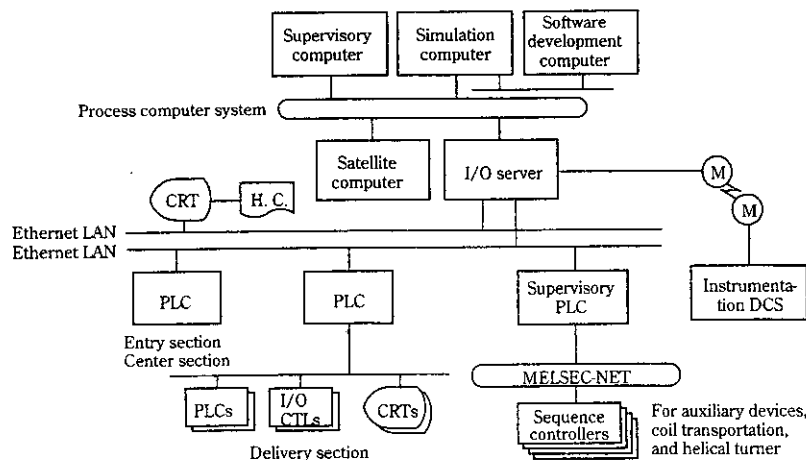 Supervisory
computer
Simulation
computer
Software
development
computer
Process computer system
Satellite
computer
I/O server
M
M
CRT
H. C.
Ethernet LAN
Ethernet LAN
PLC
PLC
Supervisory
PLC
Instrumenta-
tion DCS
Entry section
Center section
MELSEC-NET
PLCs
I/O
CTLs
CRTs
Sequence
controllers
For auxiliary devices,
coil transportation,
and helical turner
Delivery section